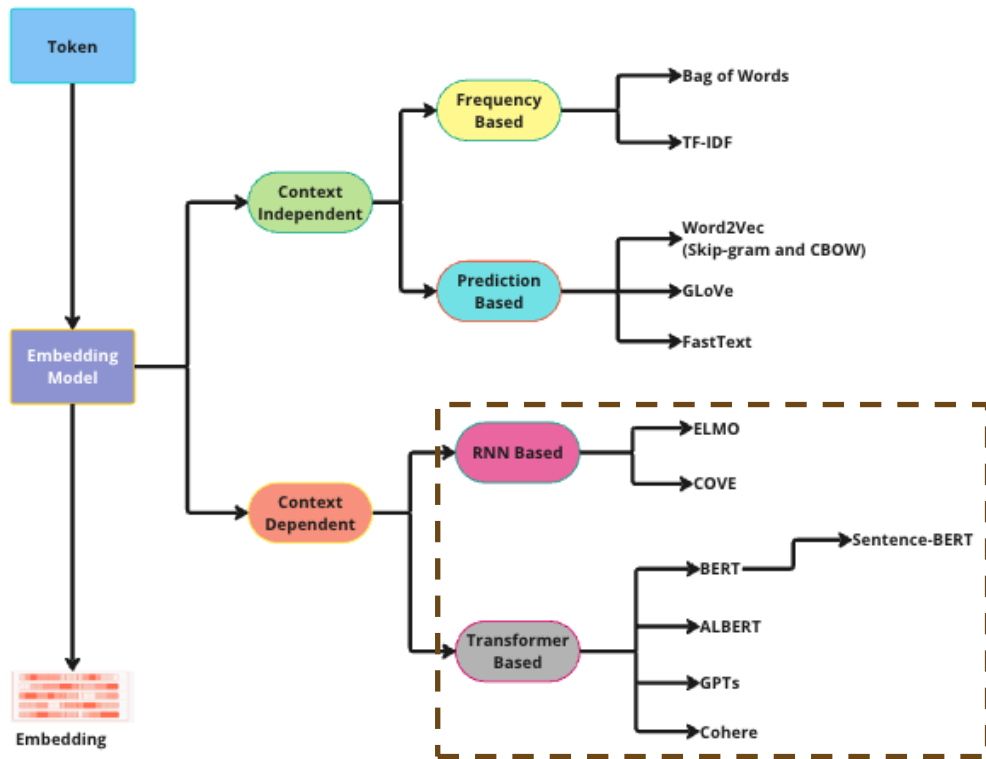 Token
Embedding
Model
Embedding
Context
Independent
Context
Dependent
Frequency
Based
Prediction
Based
Bag of Words
TF-IDF
Word2Vec
(Skip-gram and CBOW)
GLoVe
FastText
RNN Based
Transformer
Based
ELMO
COVE
BERT
Sentence-BERT
ALBERT
GPTs
Cohere